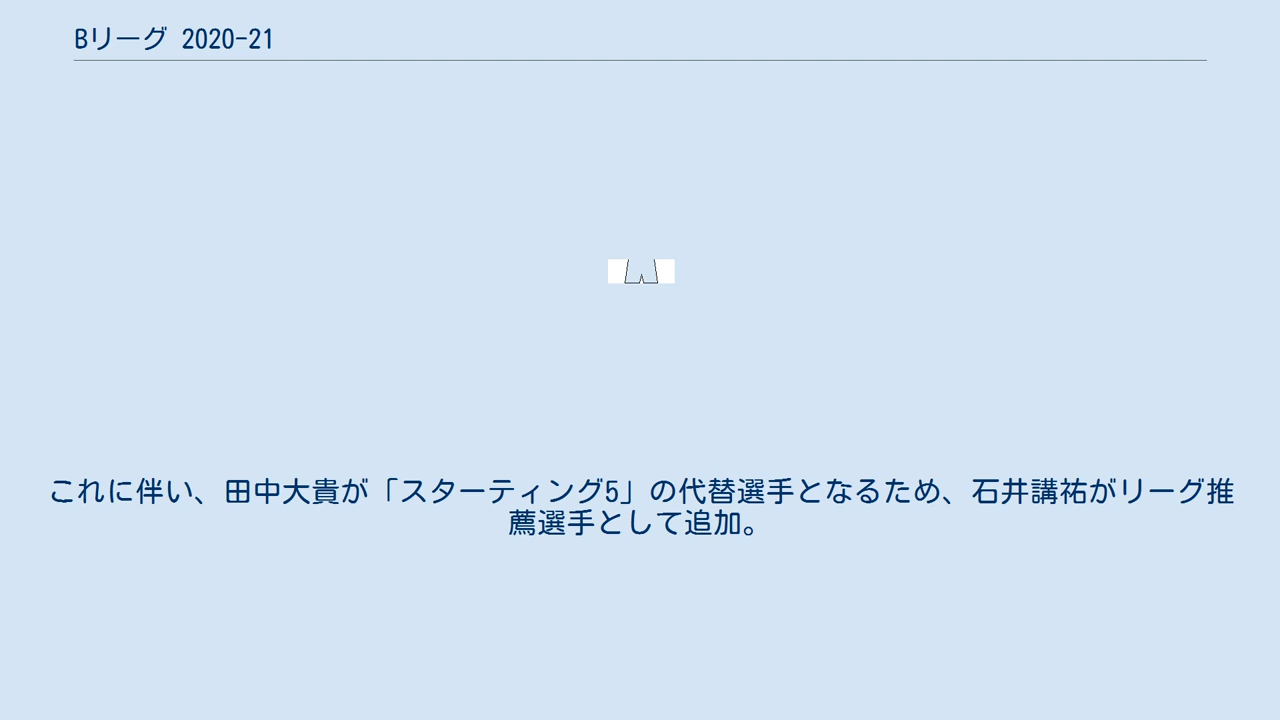 Bリーグ 2020-21
これに伴い、田中大貴が「スターティング5」の代替選手となるため、石井講祐がリーグ推
薦選手として追加。